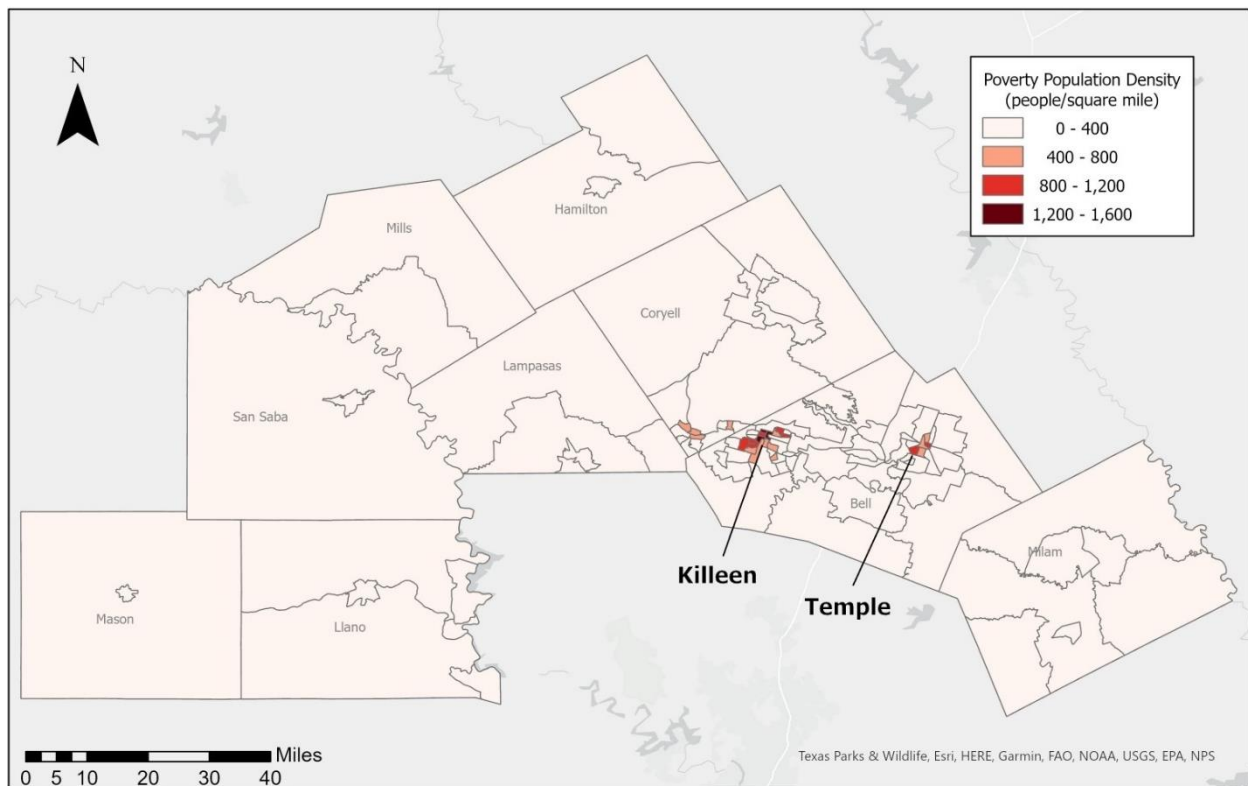 N
Poverty Population Density
(people/square mile)
0 - 400
400 - 800
800 - 1,200
1,200 - 1,600
Hamilton
Mills
Coryell
Lampasas
San Saba
Bell
Milam
Killeen
Temple
Mason
Llano
Miles
0 5 10 20 30 40
Texas Parks & Wildlife, Esri, HERE, Garmin, FAO, NOAA, USGS, EPA, NPS